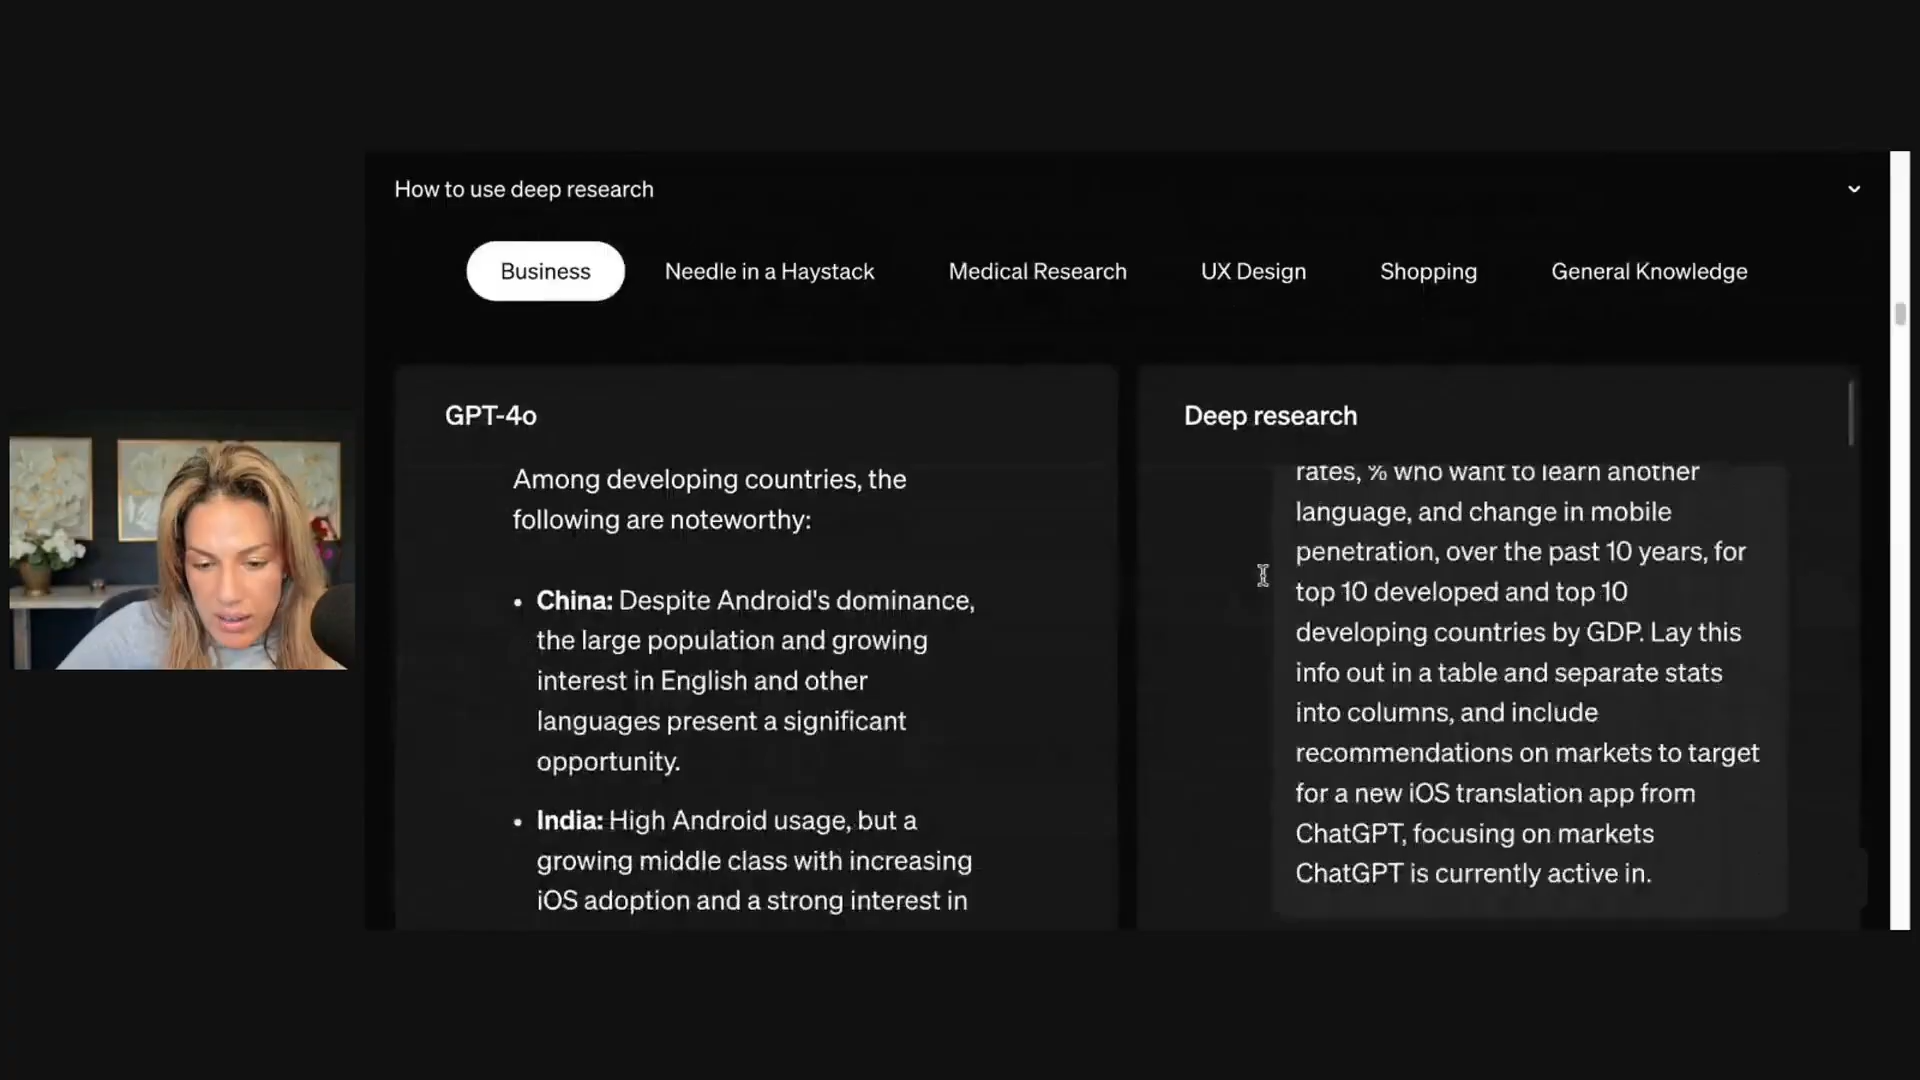 How to use deep research
Business
Needle in a Haystack
Medical Research
UX Design
Shopping
General Knowledge
GPT-4o
Among developing countries, the
following are noteworthy:
• China: Despite Android's dominance,
the large population and growing
interest in English and other
languages present a significant
opportunity.
• India: High Android usage, but a
growing middle class with increasing
iOS adoption and a strong interest in
Deep research
rates, % who want to learn another
language, and change in mobile
penetration, over the past 10 years, for
top 10 developed and top 10
developing countries by GDP. Lay this
info out in a table and separate stats
into columns, and include
recommendations on markets to target
for a new iOS translation app from
ChatGPT, focusing on markets
ChatGPT is currently active in.